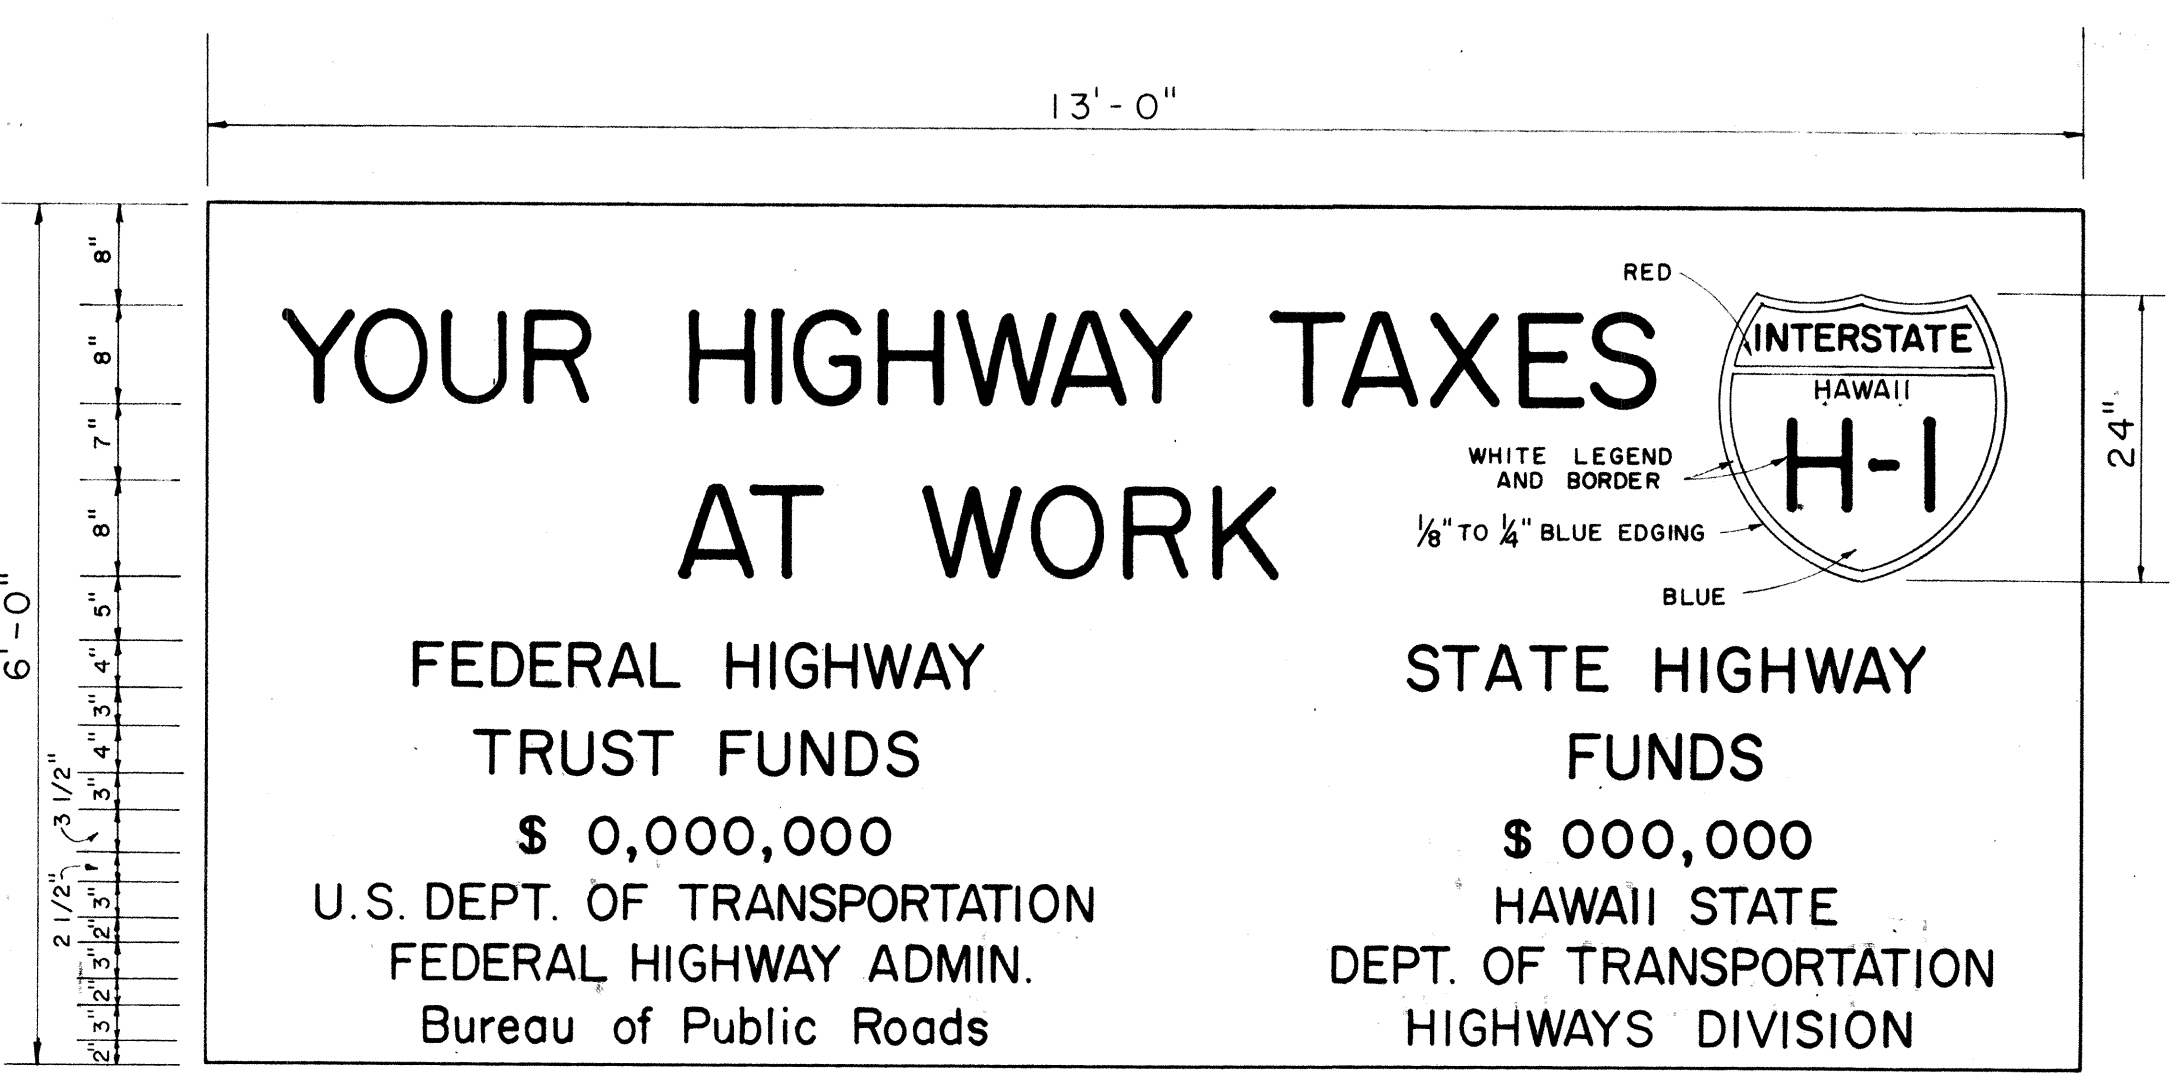 13'-0"
6'-0"
8"
8"
7"
8"
5"
4"
3"
4"
3"
3 1/2"
2 1/2"
3"
2"
3"
2"
3"
2"
24"
YOUR HIGHWAY TAXES
AT WORK
RED
INTERSTATE
HAWAII
H-1
WHITE LEGEND
AND BORDER
1/8" TO 1/4" BLUE EDGING
BLUE
FEDERAL HIGHWAY
TRUST FUNDS
$ 0,000,000
U.S. DEPT. OF TRANSPORTATION
FEDERAL HIGHWAY ADMIN.
Bureau of Public Roads
STATE HIGHWAY
FUNDS
$ 000,000
HAWAII STATE
DEPT. OF TRANSPORTATION
HIGHWAYS DIVISION